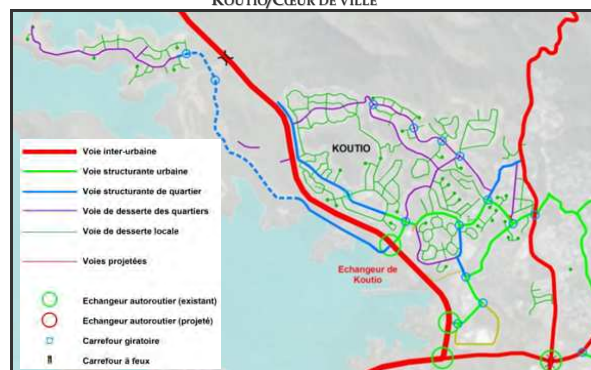 KOUTIO/CŒUR DE VILLE
KOUTIO
Voie inter-urbaine
Voie structurante urbaine
Voie structurante de quartier
Voie de desserte des quartiers
Voie de desserte locale
Voies projetées
Echangeur autoroutier (existant)
Echangeur autoroutier (projeté)
Carrefour giratoire
Carrefour à feux
Echangeur de
Koutio